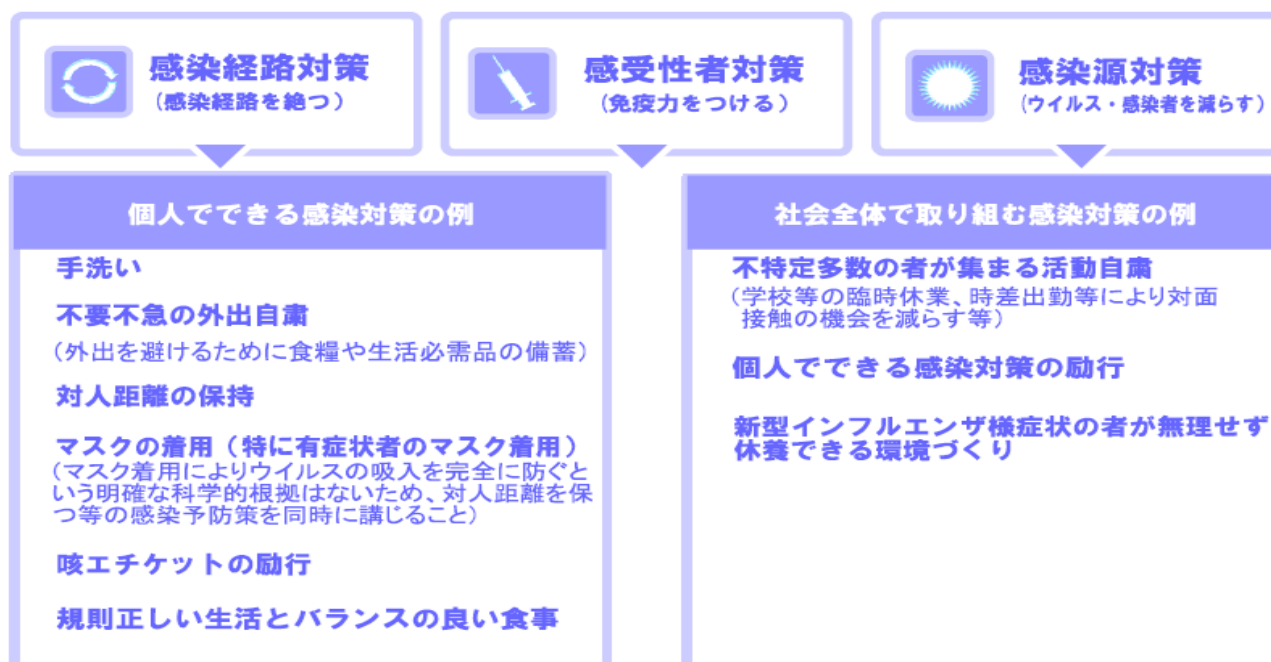 感染経路対策
（感染経路を絶つ）
感受性者対策
（免疫力をつける）
感染源対策
（ウイルス・感染者を減らす）
個人でできる感染対策の例
手洗い
不要不急の外出自粛
（外出を避けるために食糧や生活必需品の備蓄）
対人距離の保持
マスクの着用（特に有症状者のマスク着用）
（マスク着用によりウイルスの吸入を完全に防ぐと
いう明確な科学的根拠はないため、対人距離を保
つ等の感染予防策を同時に講じること）
咳エチケットの励行
規則正しい生活とバランスの良い食事
社会全体で取り組む感染対策の例
不特定多数の者が集まる活動自粛
（学校等の臨時休業、時差出勤等により対面
接触の機会を減らす等）
個人でできる感染対策の励行
新型インフルエンザ様症状の者が無理せず
休養できる環境づくり